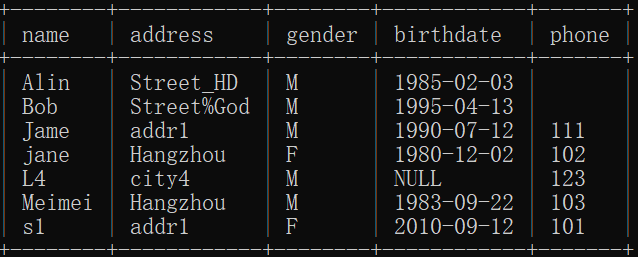 name address gender birthdate phone
Alin Street_HD M 1985-02-03
Bob Street%God M 1995-04-13
Jame addr1 M 1990-07-12 111
jane Hangzhou F 1980-12-02 102
L4 city4 M NULL 123
Meimei Hangzhou M 1983-09-22 103
s1 addr1 F 2010-09-12 101